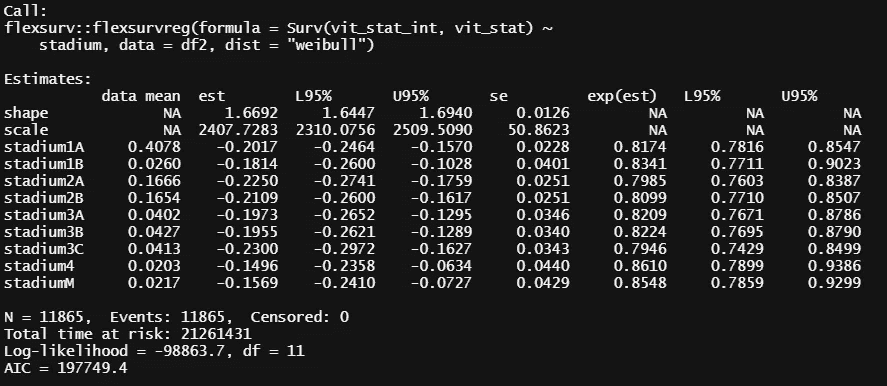 Call:
flexsurv::flexsurvreg(formula = Surv(vit_stat_int, vit_stat) ~
    stadium, data = df2, dist = "weibull")

Estimates:
           data mean  est        L95%       U95%       se         exp(est)   L95%       U95%
shape             NA     1.6692     1.6447     1.6940     0.0126         NA         NA         NA
scale             NA  2407.7283  2310.0756  2509.5090    50.8623         NA         NA         NA
stadium1A     0.4078    -0.2017    -0.2464    -0.1570     0.0228     0.8174     0.7816     0.8547
stadium1B     0.0260    -0.1814    -0.2600    -0.1028     0.0401     0.8341     0.7711     0.9023
stadium2A     0.1666    -0.2250    -0.2741    -0.1759     0.0251     0.7985     0.7603     0.8387
stadium2B     0.1654    -0.2109    -0.2600    -0.1617     0.0251     0.8099     0.7710     0.8507
stadium3A     0.0402    -0.1973    -0.2652    -0.1295     0.0346     0.8209     0.7671     0.8786
stadium3B     0.0427    -0.1955    -0.2621    -0.1289     0.0340     0.8224     0.7695     0.8790
stadium3C     0.0413    -0.2300    -0.2972    -0.1627     0.0343     0.7946     0.7429     0.8499
stadium4      0.0203    -0.1496    -0.2358    -0.0634     0.0440     0.8610     0.7899     0.9386
stadiumM      0.0217    -0.1569    -0.2410    -0.0727     0.0429     0.8548     0.7859     0.9299

N = 11865,  Events: 11865,  Censored: 0
Total time at risk: 21261431
Log-likelihood = -98863.7, df = 11
AIC = 197749.4